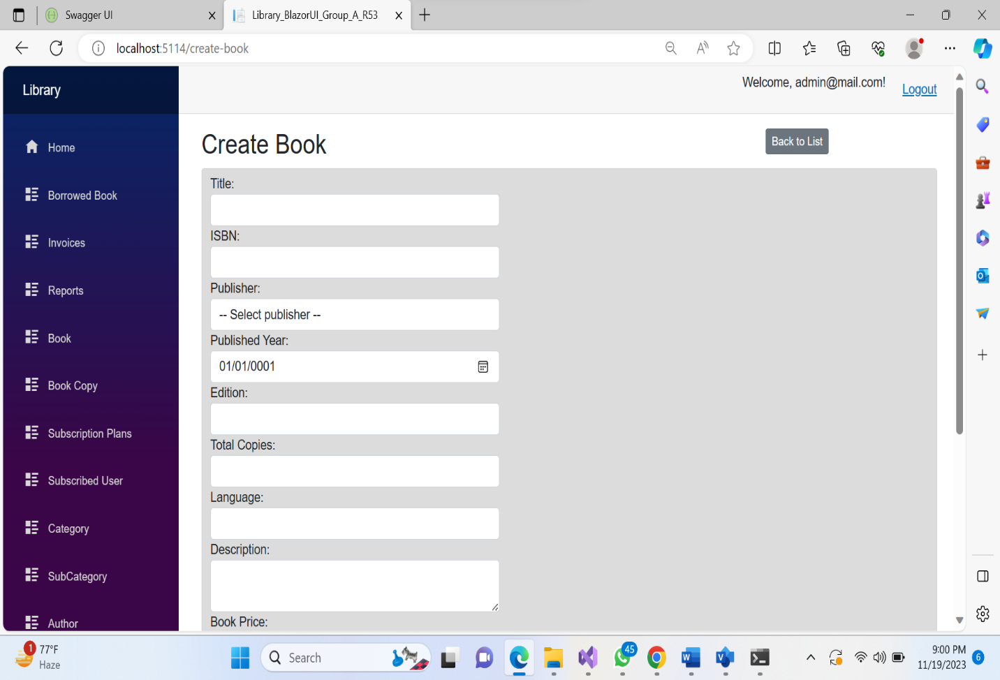 Swagger UI
Library_BlazorUI_Group_A_R53
localhost:5114/create-book
Library
Welcome, admin@mail.com!
Logout
Home
Borrowed Book
Invoices
Reports
Book
Book Copy
Subscription Plans
Subscribed User
Category
SubCategory
Author
Create Book
Back to List
Title:
ISBN:
Publisher:
-- Select publisher --
Published Year:
01/01/0001
Edition:
Total Copies:
Language:
Description:
Book Price:
1
77°F
Haze
Search
45
9:00 PM
11/19/2023
6